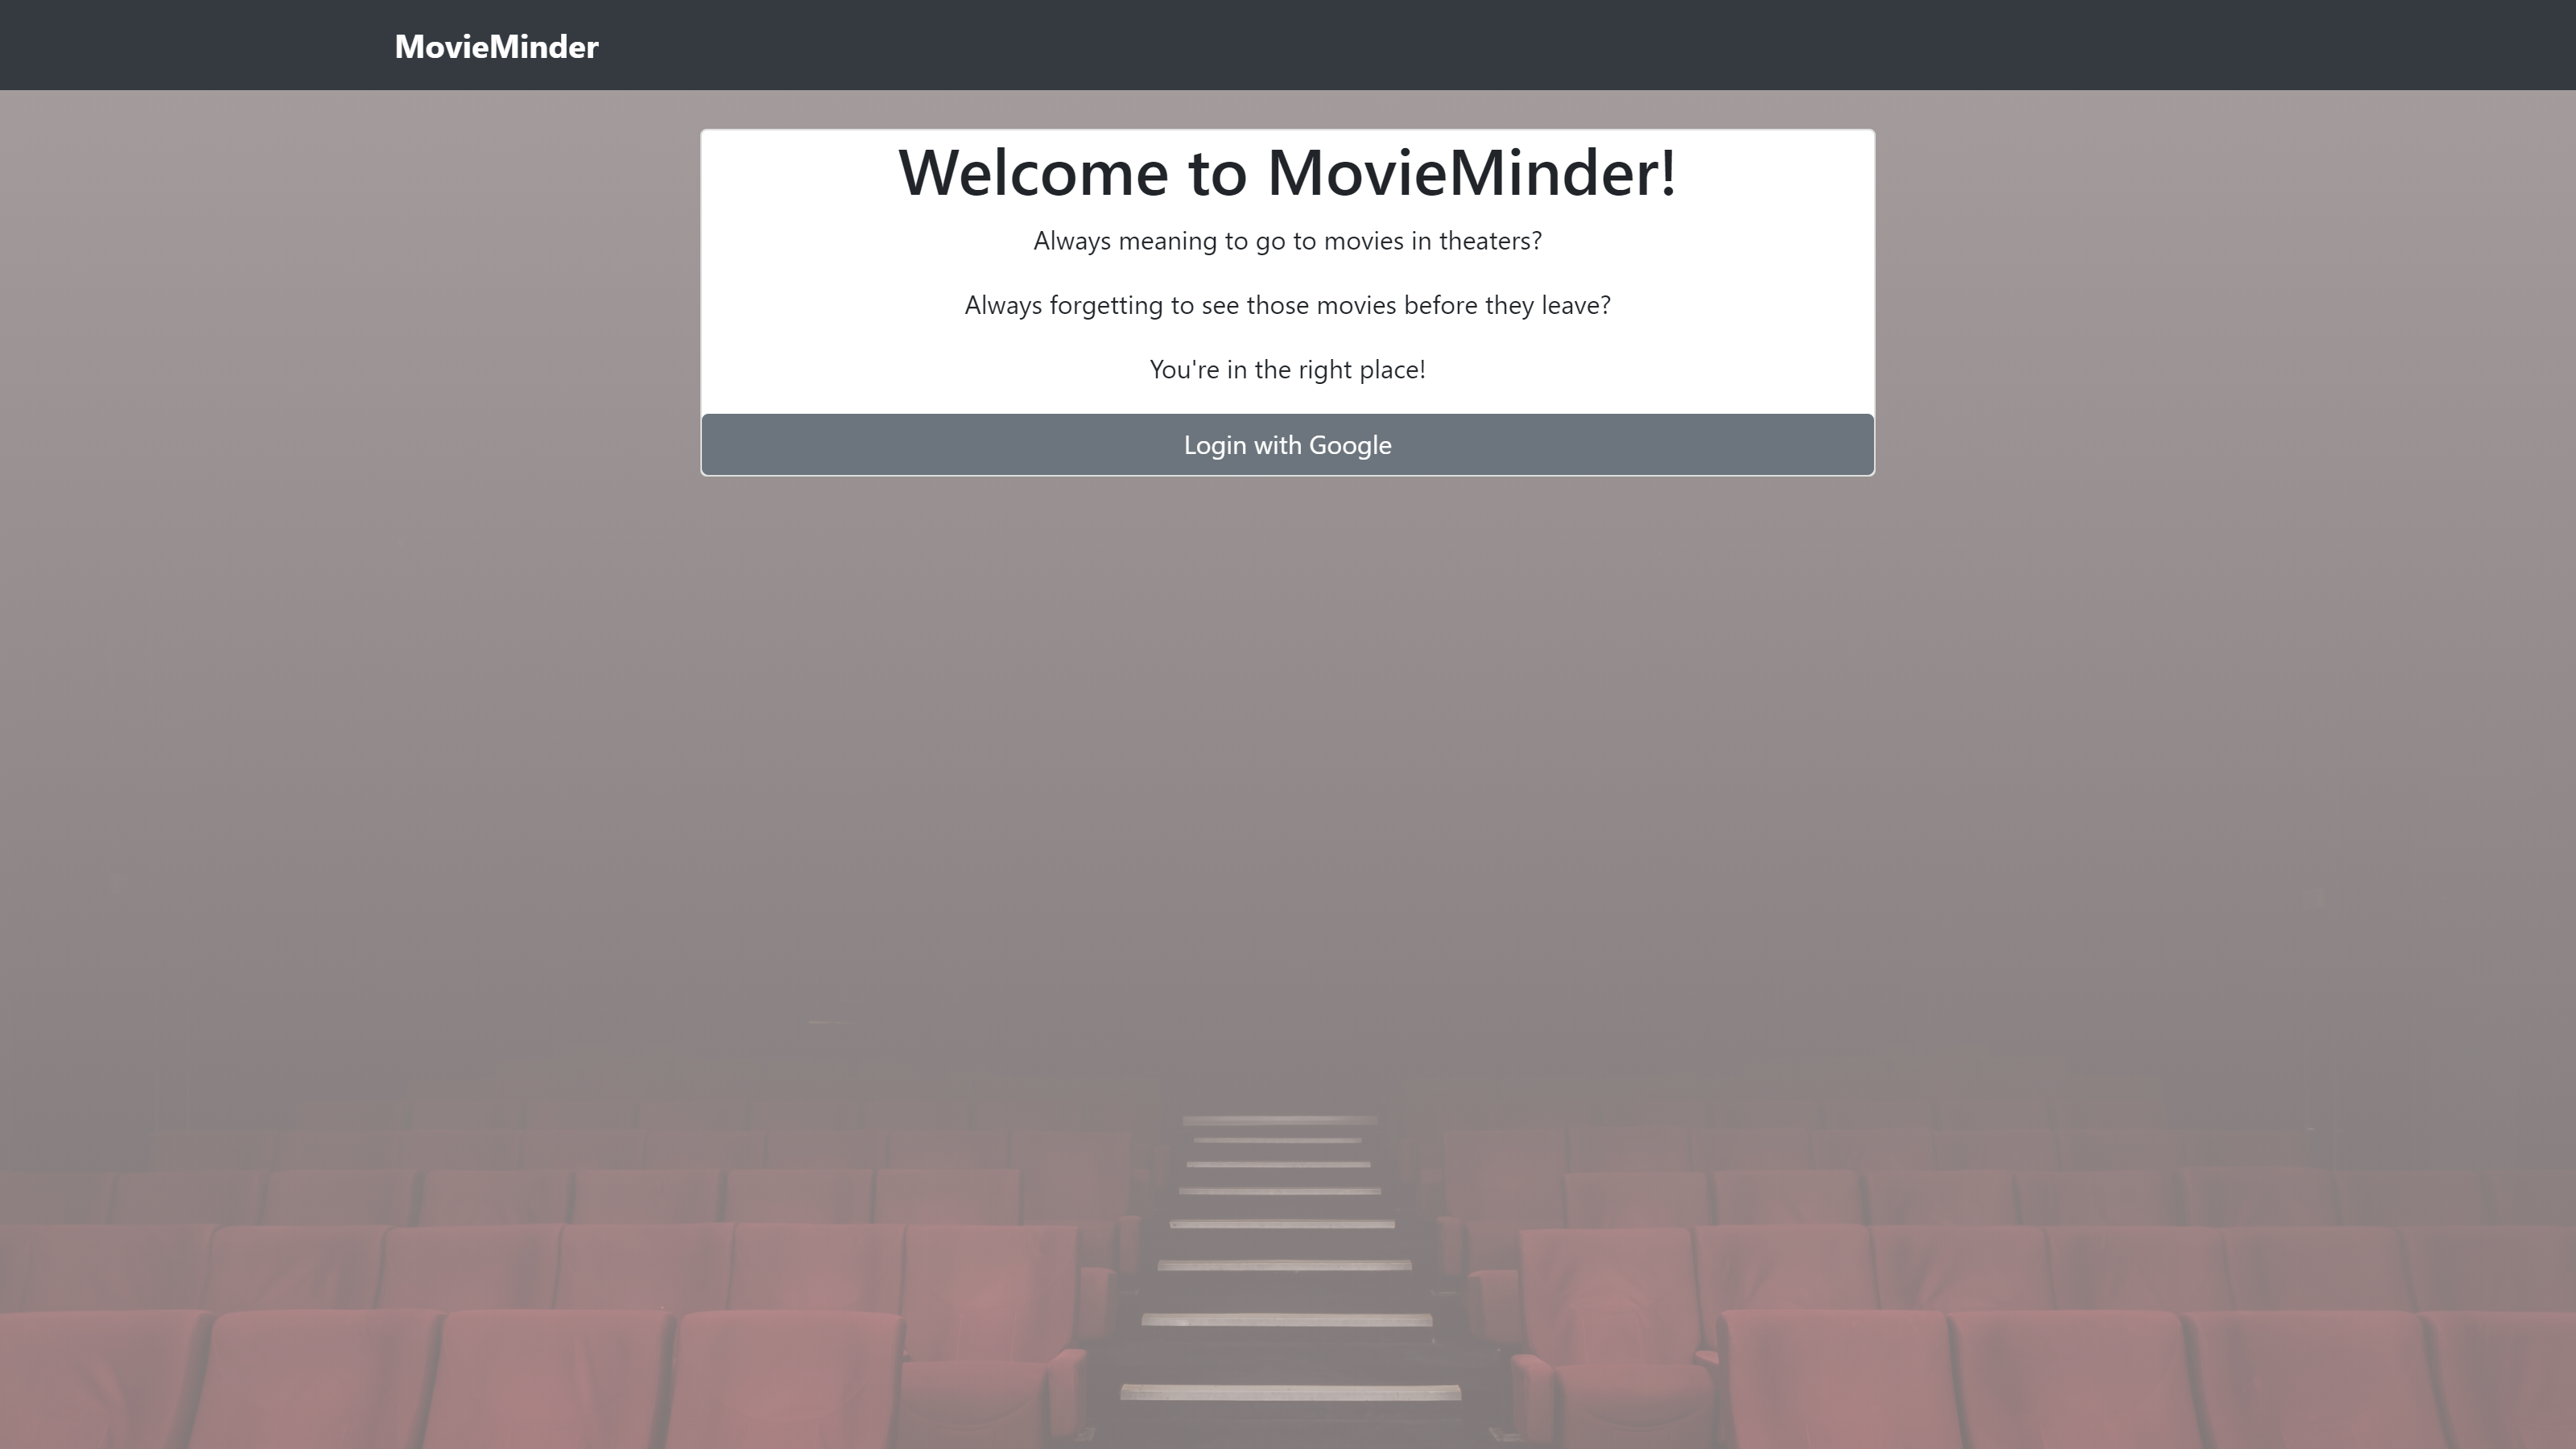 MovieMinder
Welcome to MovieMinder!
Always meaning to go to movies in theaters?
Always forgetting to see those movies before they leave?
You're in the right place!
Login with Google